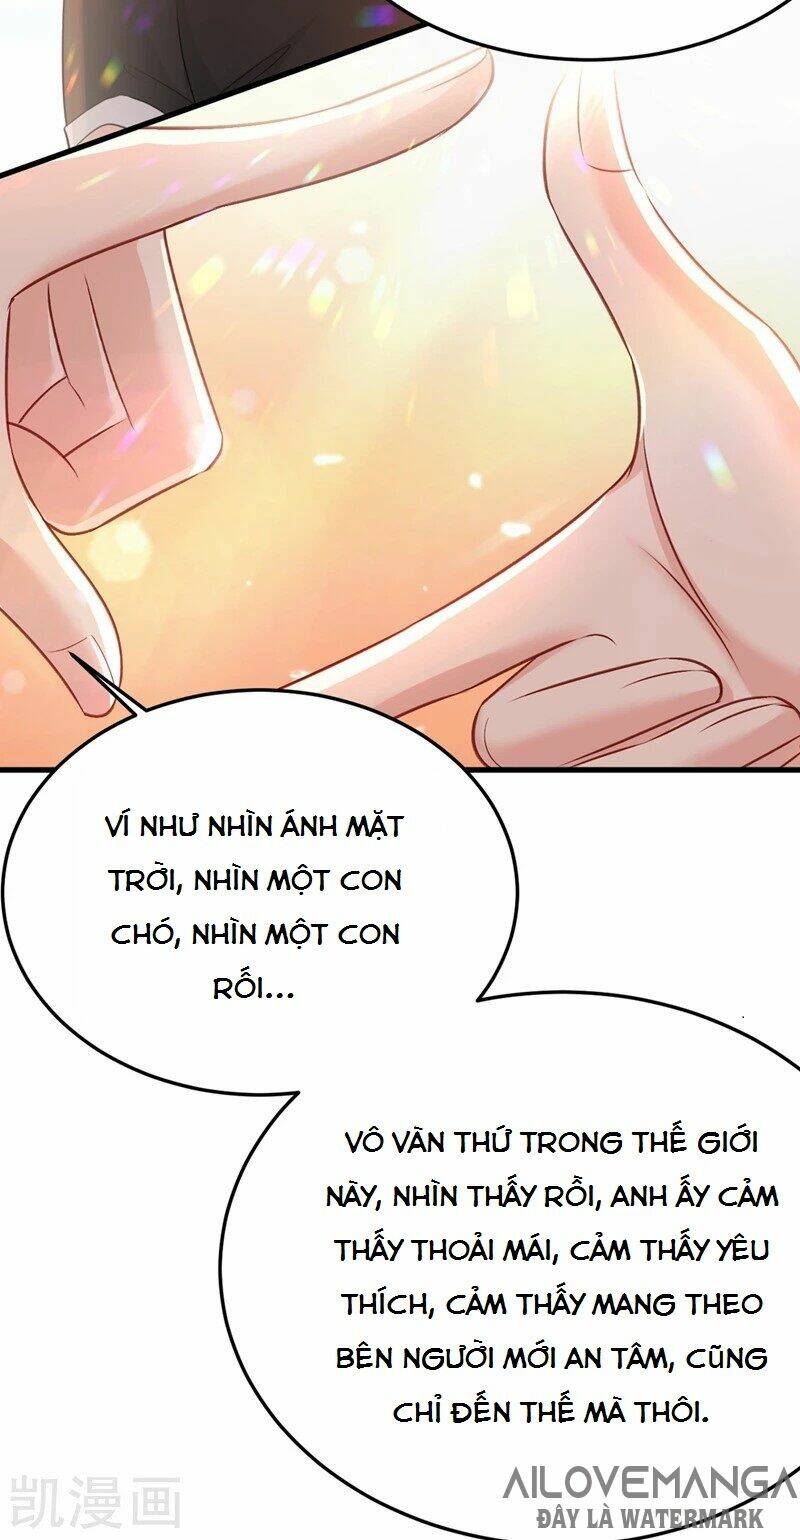 VÍ NHƯ NHÌN ÁNH MẶT
TRỜI, NHÌN MỘT CON
CHÓ, NHÌN MỘT CON
RỐI...
VÔ VÀN THỨ TRONG THẾ GIỚI
NÀY, NHÌN THẤY RỒI, ANH ẤY CẢM
THẤY THOẢI MÁI, CẢM THẤY YÊU
THÍCH, CẢM THẤY MANG THEO
BÊN NGƯỜI MỚI AN TÂM, CŨNG
CHỈ ĐẾN THẾ MÀ THÔI.
AILOVEMANGA
凯漫画
ĐÂY LÀ WATERMARK